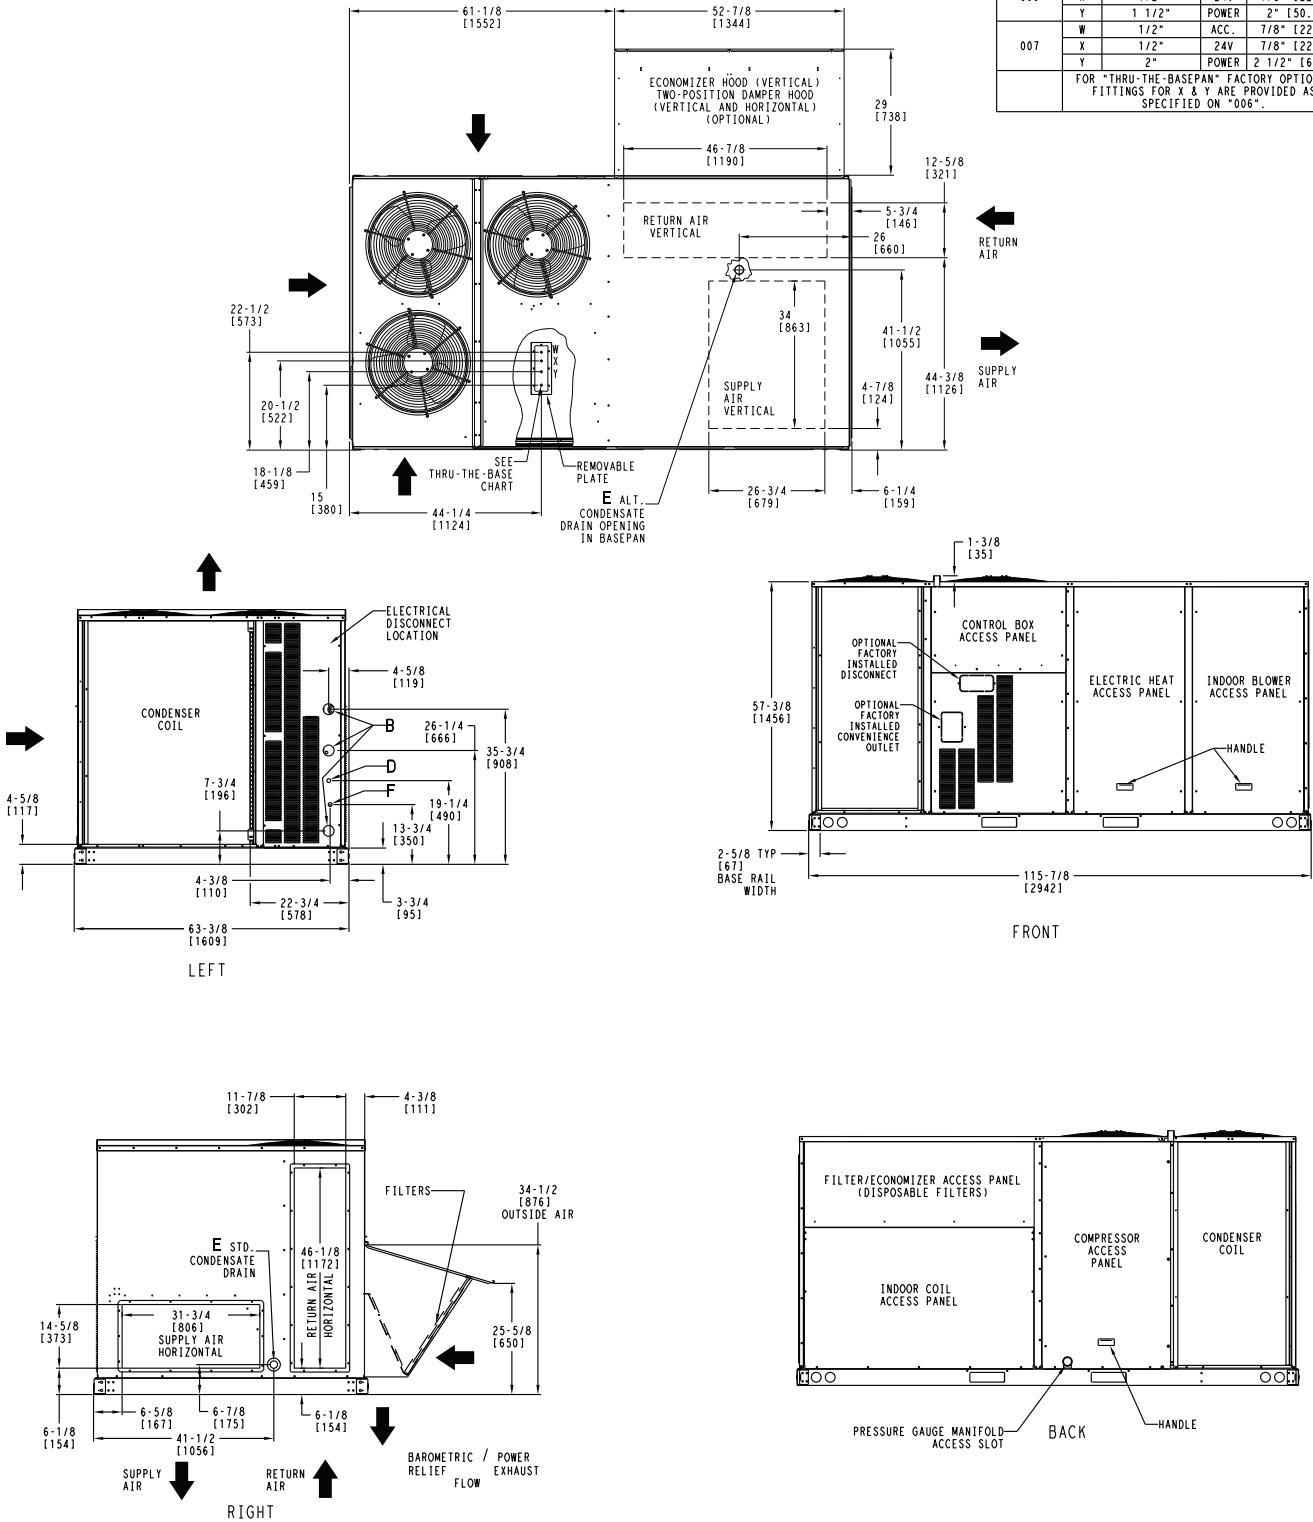 61-1/8
[1552]
52-7/8
[1344]
Y 1 1/2" POWER 2" [50.
007
W 1/2" ACC. 7/8" [22
X 1/2" 24V 7/8" [22
Y 2" POWER 2 1/2" [6
FOR "THRU-THE-BASEPAN" FACTORY OPTIO
FITTINGS FOR X & Y ARE PROVIDED AS
SPECIFIED ON "006".
ECONOMIZER HOOD (VERTICAL)
TWO-POSITION DAMPER HOOD
(VERTICAL AND HORIZONTAL)
(OPTIONAL)
29
[738]
46-7/8
[1190]
12-5/8
[321]
RETURN AIR
VERTICAL
5-3/4
[146]
26
[660]
RETURN
AIR
22-1/2
[573]
34
[863]
41-1/2
[1055]
W
X
Y
SUPPLY
AIR
44-3/8
[1126]
4-7/8
[124]
SUPPLY
AIR
VERTICAL
20-1/2
[522]
18-1/8
[459]
15
[380]
SEE
THRU-THE-BASE
CHART
REMOVABLE
PLATE
44-1/4
[1124]
E ALT.
CONDENSATE
DRAIN OPENING
IN BASEPAN
26-3/4
[679]
6-1/4
[159]
ELECTRICAL
DISCONNECT
LOCATION
4-5/8
[119]
CONDENSER
COIL
B
26-1/4
[666]
35-3/4
[908]
D
F
7-3/4
[196]
19-1/4
[490]
4-5/8
[117]
13-3/4
[350]
4-3/8
[110]
22-3/4
[578]
3-3/4
[95]
63-3/8
[1609]
LEFT
1-3/8
[35]
CONTROL BOX
ACCESS PANEL
OPTIONAL
FACTORY
INSTALLED
DISCONNECT
ELECTRIC HEAT
ACCESS PANEL
INDOOR BLOWER
ACCESS PANEL
57-3/8
[1456]
OPTIONAL
FACTORY
INSTALLED
CONVENIENCE
OUTLET
HANDLE
2-5/8 TYP
[67]
BASE RAIL
WIDTH
115-7/8
[2942]
FRONT
11-7/8
[302]
4-3/8
[111]
FILTERS
34-1/2
[876]
OUTSIDE AIR
E STD.
CONDENSATE
DRAIN
46-1/8
[1172]
RETURN AIR
HORIZONTAL
14-5/8
[373]
31-3/4
[806]
SUPPLY AIR
HORIZONTAL
25-5/8
[650]
6-1/8
[154]
6-5/8
[167]
6-7/8
[175]
6-1/8
[154]
41-1/2
[1056]
SUPPLY
AIR
RETURN
AIR
BAROMETRIC / POWER
RELIEF EXHAUST
FLOW
RIGHT
FILTER/ECONOMIZER ACCESS PANEL
(DISPOSABLE FILTERS)
COMPRESSOR
ACCESS
PANEL
CONDENSER
COIL
INDOOR COIL
ACCESS PANEL
PRESSURE GAUGE MANIFOLD
ACCESS SLOT
HANDLE
BACK